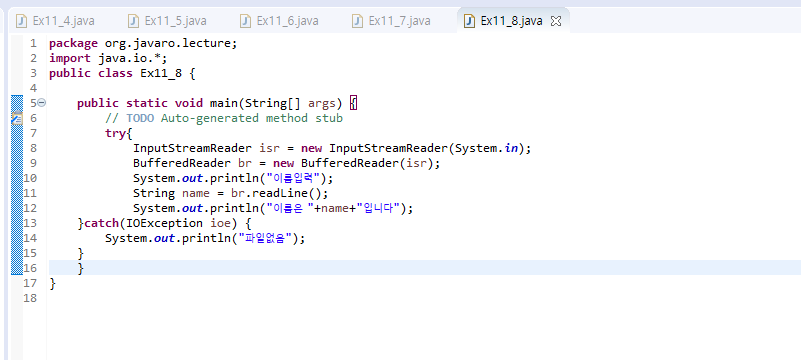 Ex11_4.java Ex11_5.java Ex11_6.java Ex11_7.java Ex11_8.java
1 package org.javaro.lecture;
2 import java.io.*;
3 public class Ex11_8 {
4
5 public static void main(String[] args) {
6 // TODO Auto-generated method stub
7 try{
8 InputStreamReader isr = new InputStreamReader(System.in);
9 BufferedReader br = new BufferedReader(isr);
10 System.out.println("이름입력");
11 String name = br.readLine();
12 System.out.println("이름은 "+name+"입니다");
13 }catch(IOException ioe) {
14 System.out.println("파일없음");
15 }
16 }
17 }
18